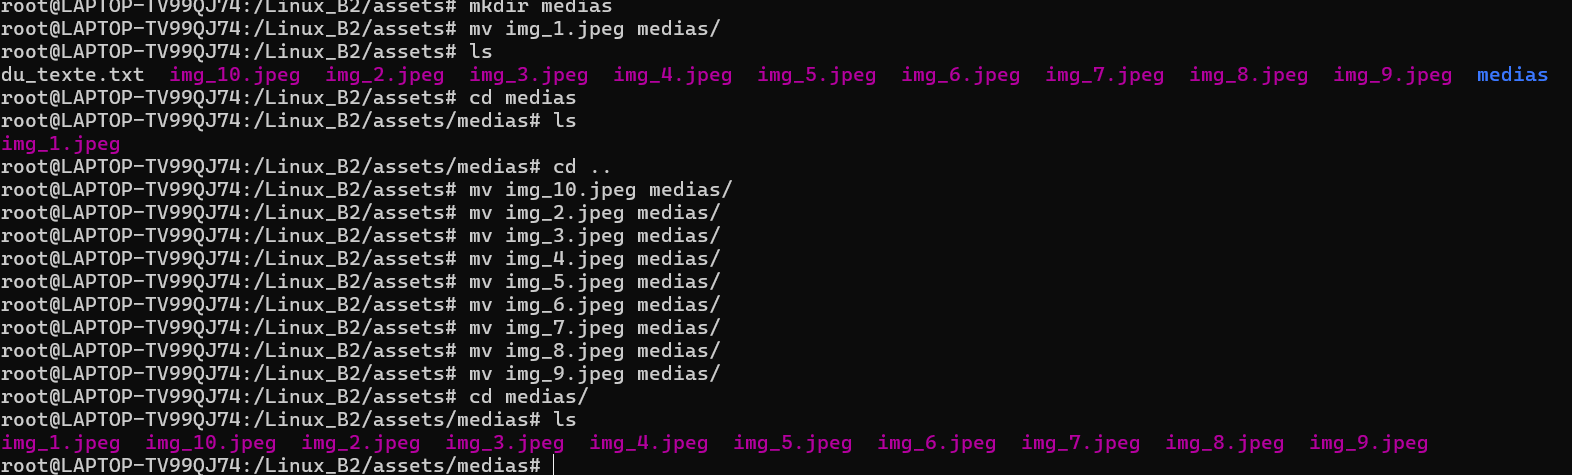 root@LAPTOP-TV99QJ74:/Linux_B2/assets# mkdir medias
root@LAPTOP-TV99QJ74:/Linux_B2/assets# mv img_1.jpeg medias/
root@LAPTOP-TV99QJ74:/Linux_B2/assets# ls
du_texte.txt  img_10.jpeg  img_2.jpeg  img_3.jpeg  img_4.jpeg  img_5.jpeg  img_6.jpeg  img_7.jpeg  img_8.jpeg  img_9.jpeg  medias
root@LAPTOP-TV99QJ74:/Linux_B2/assets# cd medias
root@LAPTOP-TV99QJ74:/Linux_B2/assets/medias# ls
img_1.jpeg
root@LAPTOP-TV99QJ74:/Linux_B2/assets/medias# cd ..
root@LAPTOP-TV99QJ74:/Linux_B2/assets# mv img_10.jpeg medias/
root@LAPTOP-TV99QJ74:/Linux_B2/assets# mv img_2.jpeg medias/
root@LAPTOP-TV99QJ74:/Linux_B2/assets# mv img_3.jpeg medias/
root@LAPTOP-TV99QJ74:/Linux_B2/assets# mv img_4.jpeg medias/
root@LAPTOP-TV99QJ74:/Linux_B2/assets# mv img_5.jpeg medias/
root@LAPTOP-TV99QJ74:/Linux_B2/assets# mv img_6.jpeg medias/
root@LAPTOP-TV99QJ74:/Linux_B2/assets# mv img_7.jpeg medias/
root@LAPTOP-TV99QJ74:/Linux_B2/assets# mv img_8.jpeg medias/
root@LAPTOP-TV99QJ74:/Linux_B2/assets# mv img_9.jpeg medias/
root@LAPTOP-TV99QJ74:/Linux_B2/assets# cd medias/
root@LAPTOP-TV99QJ74:/Linux_B2/assets/medias# ls
img_1.jpeg  img_10.jpeg  img_2.jpeg  img_3.jpeg  img_4.jpeg  img_5.jpeg  img_6.jpeg  img_7.jpeg  img_8.jpeg  img_9.jpeg
root@LAPTOP-TV99QJ74:/Linux_B2/assets/medias#